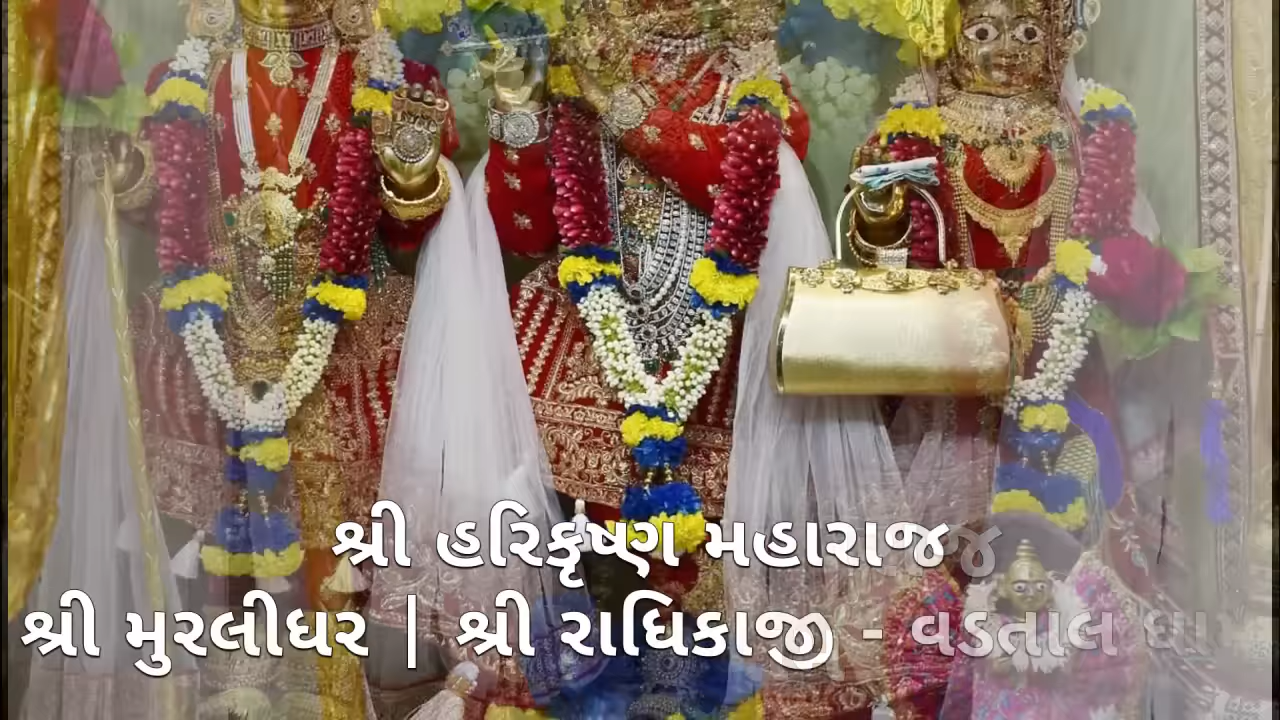 શ્રી હરિકૃષ્ણ મહારાજ
શ્રી મુરલીધર | શ્રી રાધિકાજી - વડતાલ